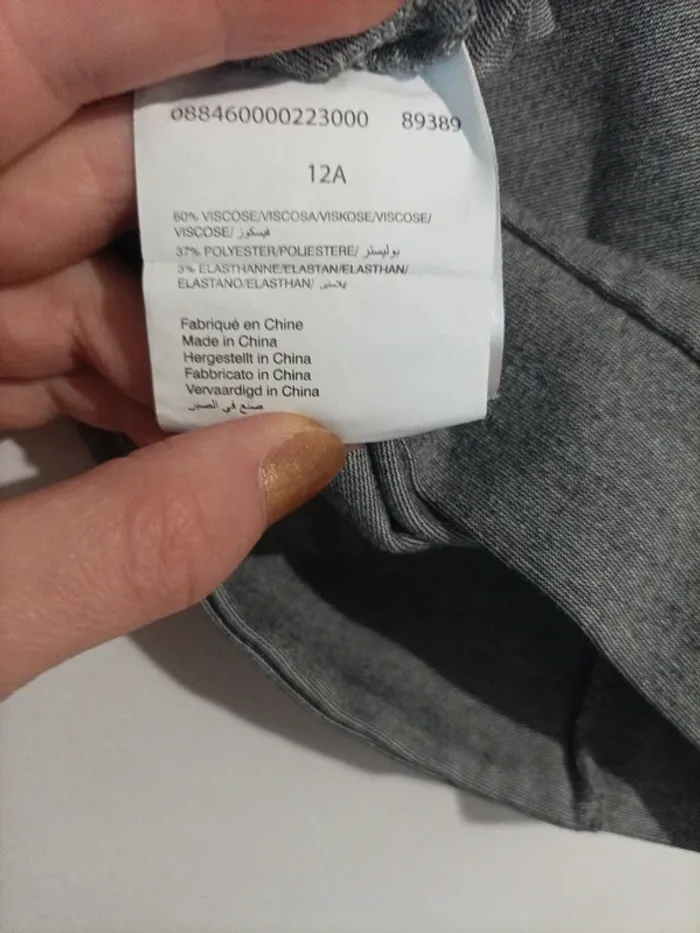 088460000223000 89389
12A
60% VISCOSE/VISCOSA/VISKOSE/VISCOSE/
VISCOSE/ فيسكوز
37% POLYESTER/POLIESTERE/ بوليستر
3% ELASTHANNE/ELASTAN/ELASTHAN/
ELASTANO/ELASTHAN/
Fabriqué en Chine
Made in China
Hergestellt in China
Fabbricato in China
Vervaardigd in China
صنع في الصين